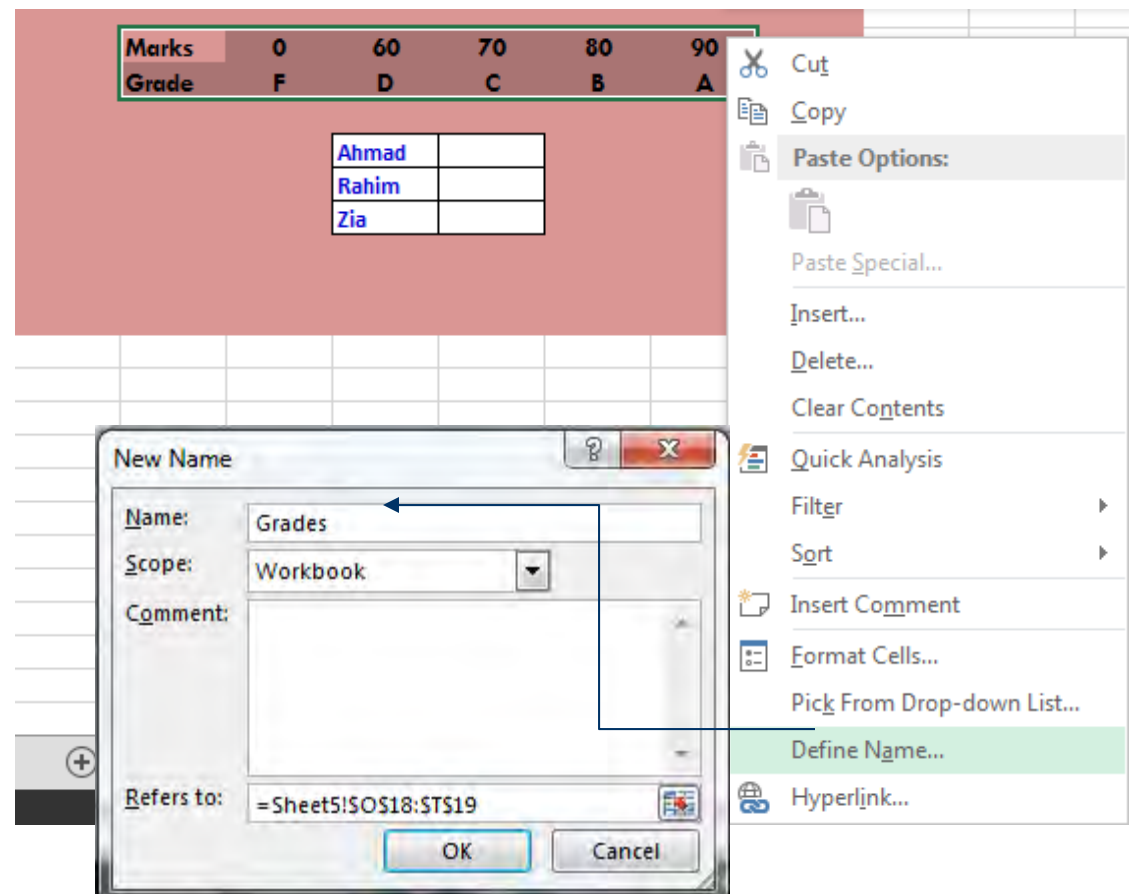 Marks 0 60 70 80 90
Grade F D C B A
Ahmad
Rahim
Zia
Cut
Copy
Paste Options:
Paste Special...
Insert...
Delete...
Clear Contents
Quick Analysis
Filter
Sort
Insert Comment
Format Cells...
Pick From Drop-down List...
Define Name...
Hyperlink...
New Name
Name: Grades
Scope: Workbook
Comment:
Refers to: =Sheet5!$O$18:$T$19
OK Cancel